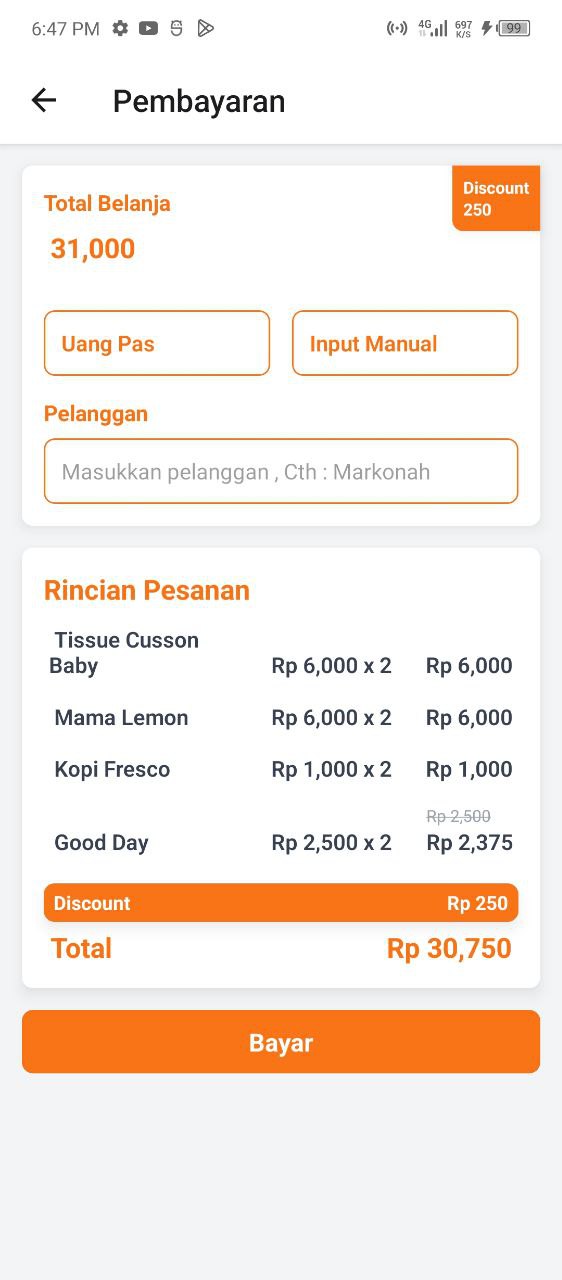 6:47 PM
4G 697 K/S 99
Pembayaran
Total Belanja
Discount
250
31,000
Uang Pas
Input Manual
Pelanggan
Masukkan pelanggan , Cth : Markonah
Rincian Pesanan
Tissue Cusson
Baby Rp 6,000 x 2 Rp 6,000
Mama Lemon Rp 6,000 x 2 Rp 6,000
Kopi Fresco Rp 1,000 x 2 Rp 1,000
Rp 2,500
Good Day Rp 2,500 x 2 Rp 2,375
Discount Rp 250
Total Rp 30,750
Bayar